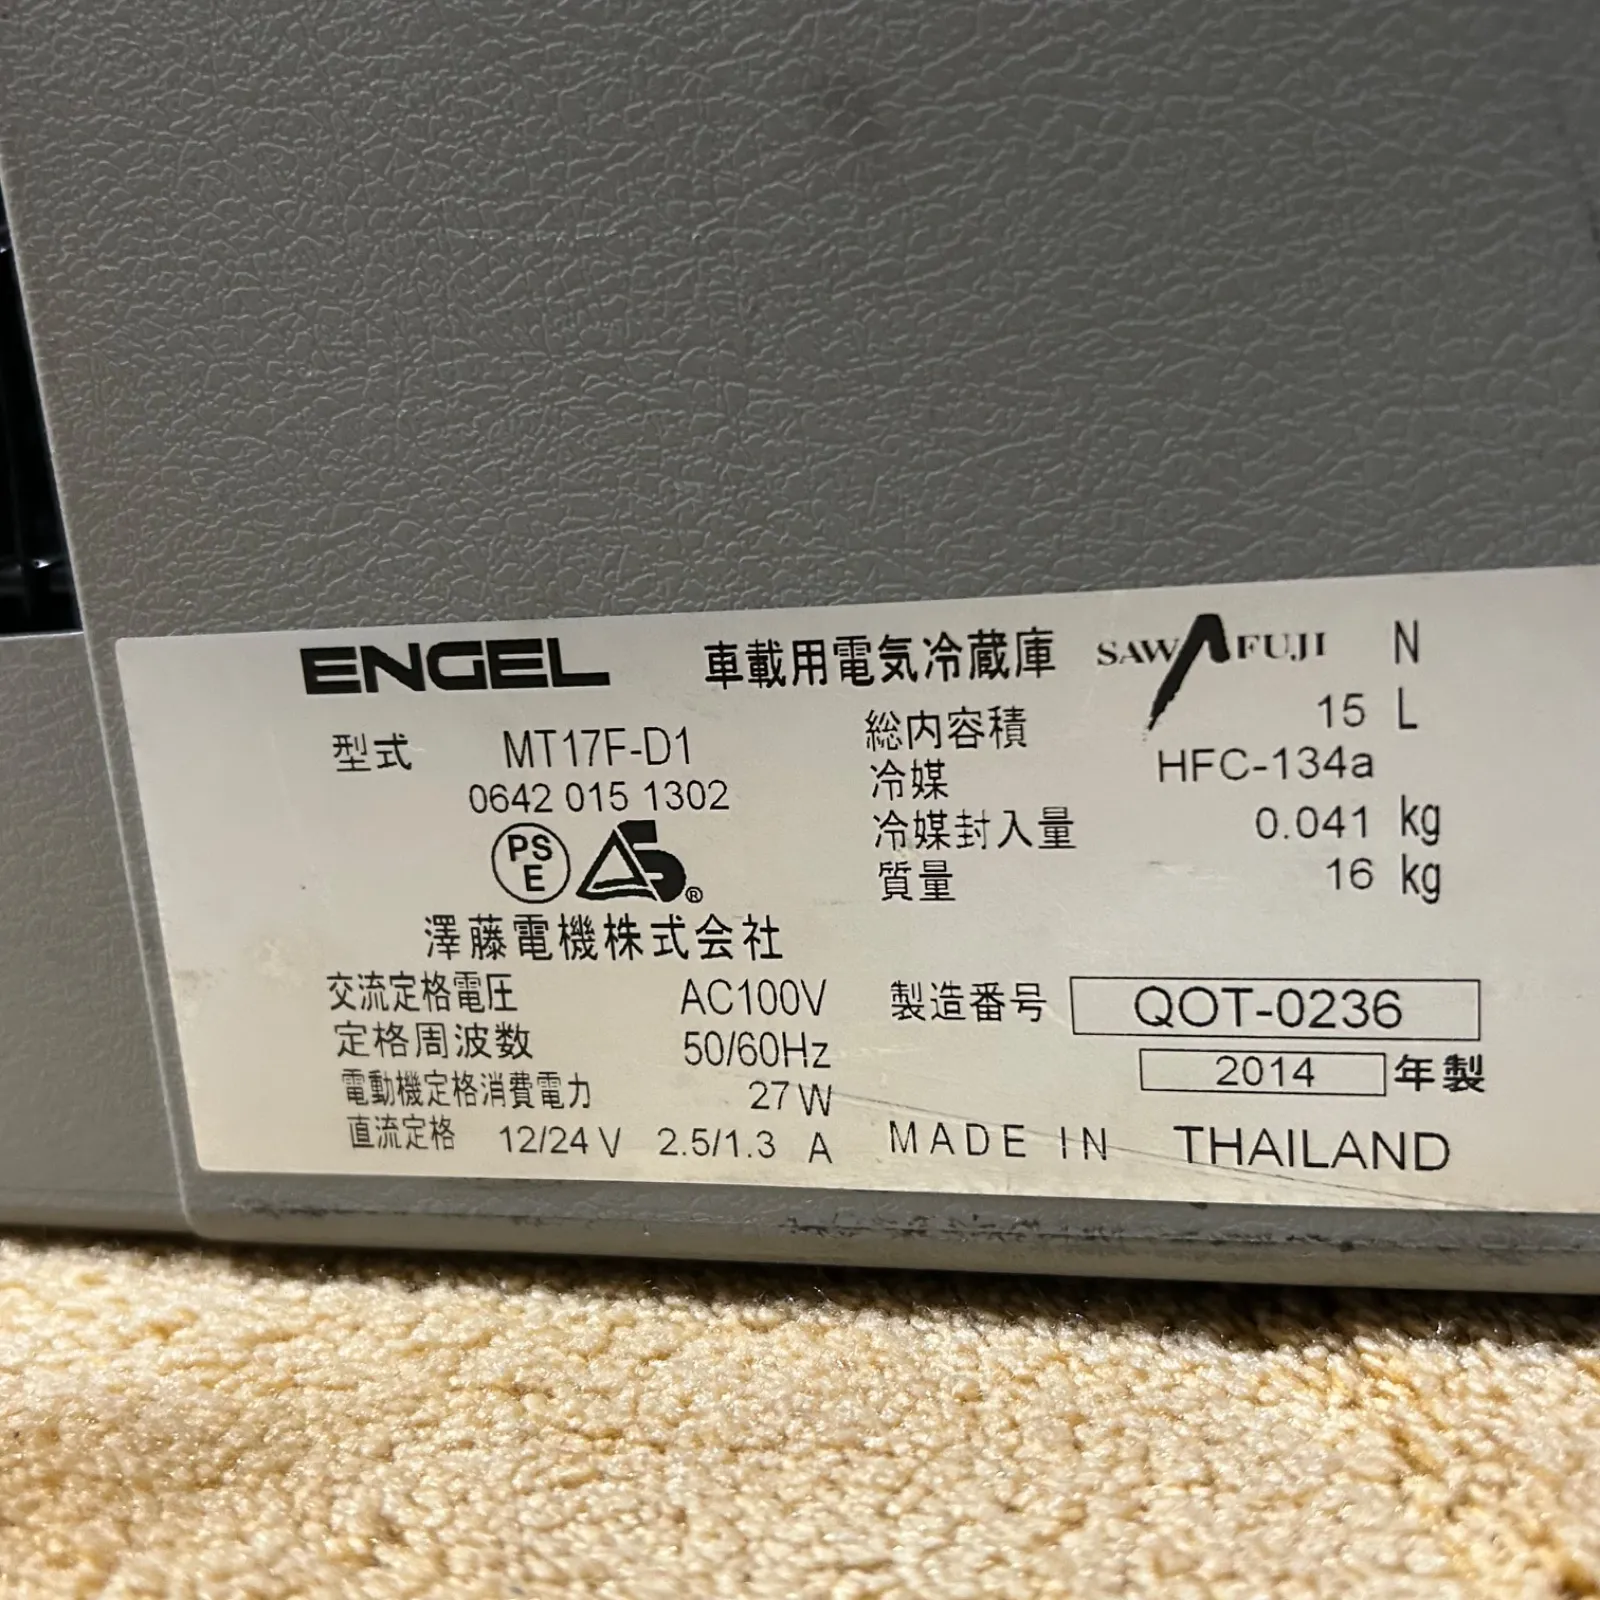 ENGEL 車載用電気冷蔵庫 SAWAFUJI N
型式 MT17F-D1
0642 015 1302
PS
E
®
澤藤電機株式会社
交流定格電圧 AC100V
定格周波数 50/60Hz
電動機定格消費電力 27W
直流定格 12/24V 2.5/1.3 A
総内容積 15 L
冷媒 HFC-134a
冷媒封入量 0.041 kg
質量 16 kg
製造番号 QOT-0236
2014 年製
MADE IN THAILAND